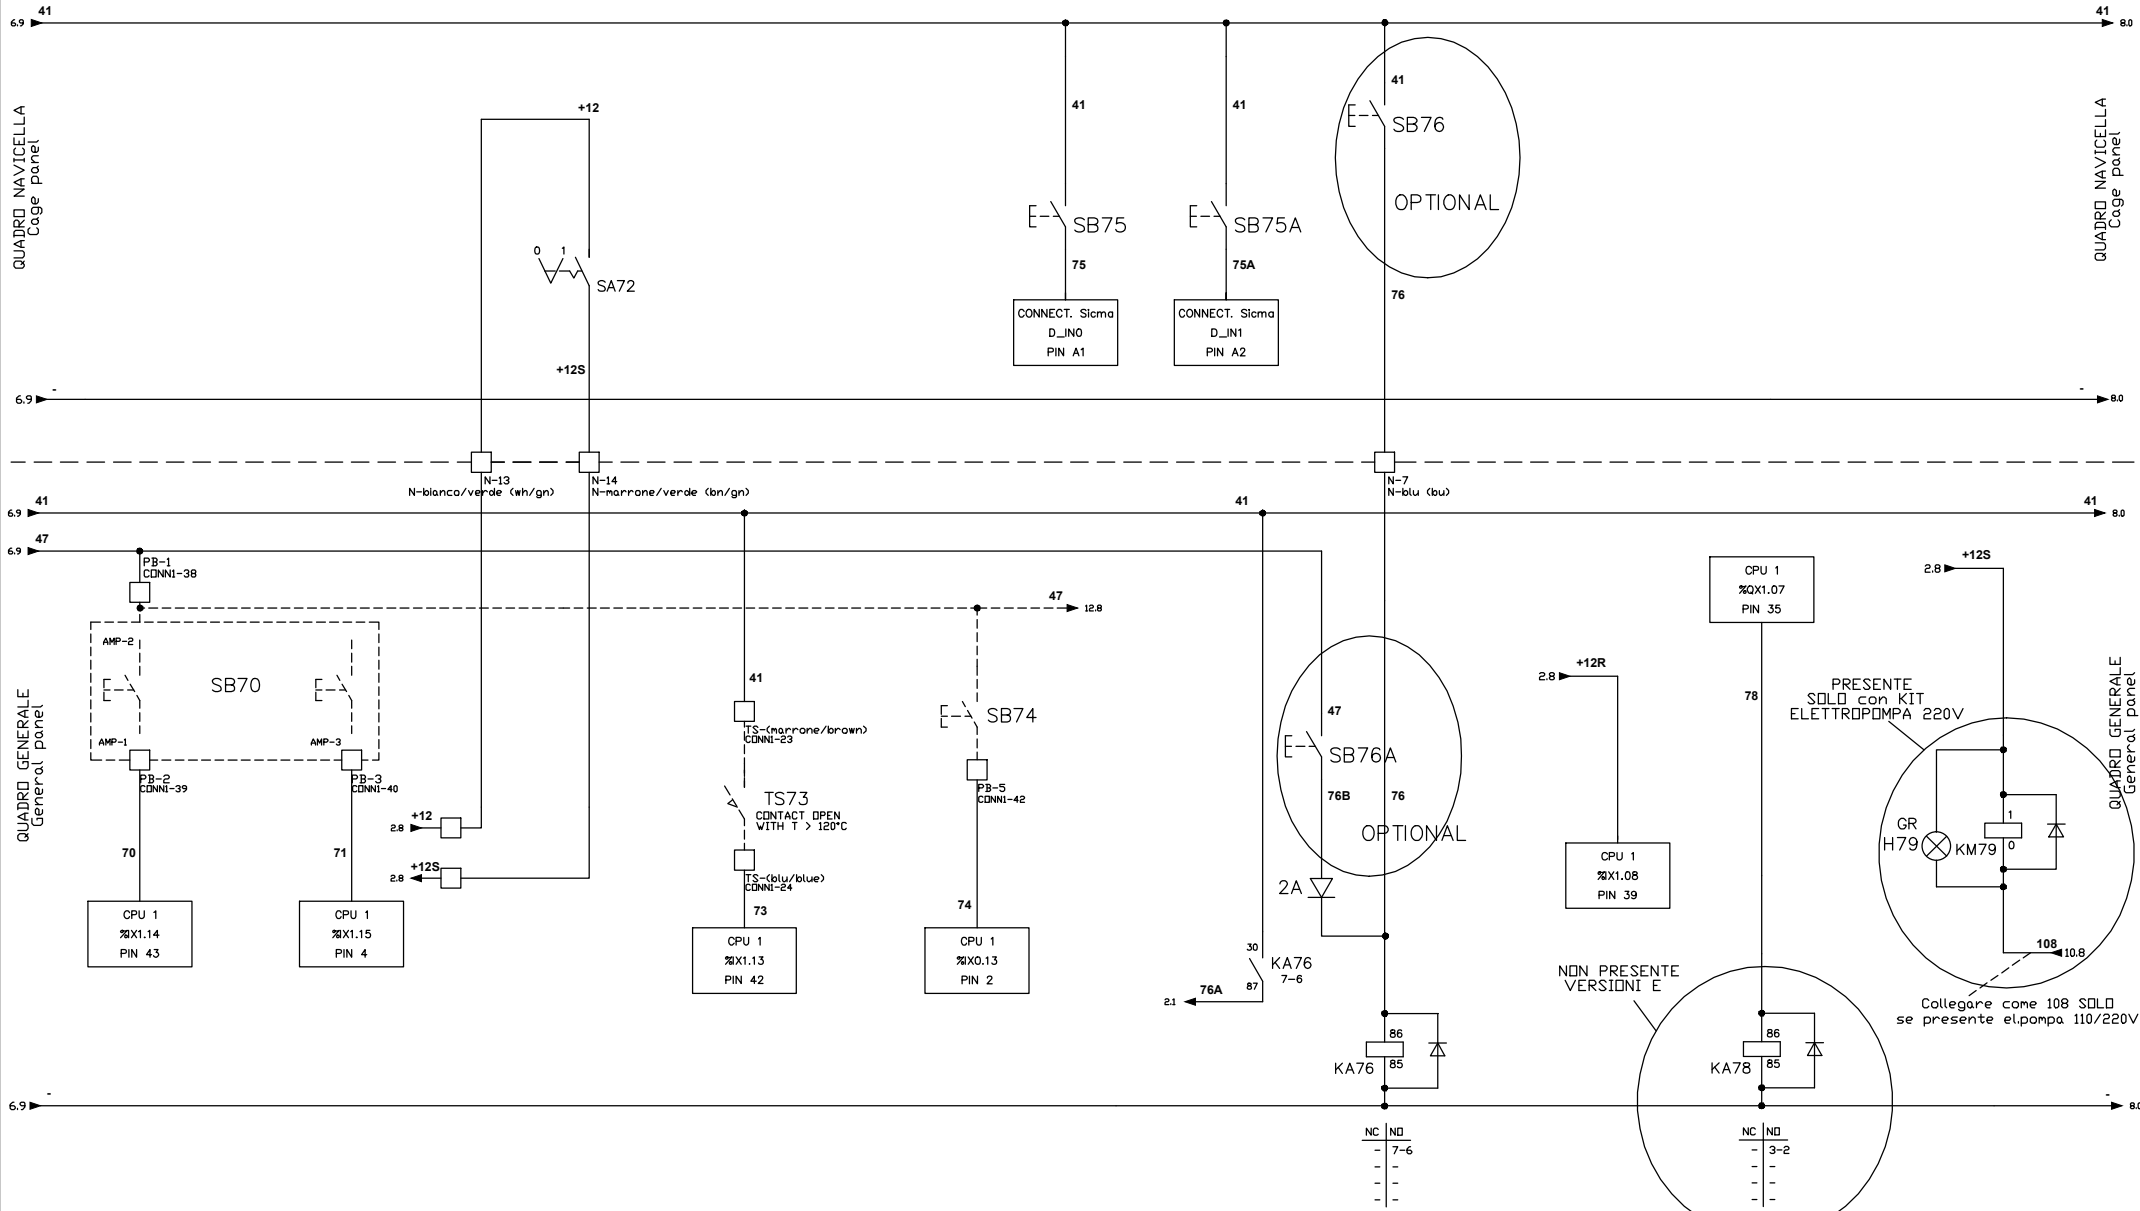 41
6.9
41
8.0
QUADRO NAVICELLA
Cage panel
QUADRO NAVICELLA
Cage panel
+12
41
41
41
SB76
OPTIONAL
SB75
SB75A
0 1
SA72
75
75A
76
CONNECT. Sicma
D_IN0
PIN A1
CONNECT. Sicma
D_IN1
PIN A2
+12S
6.9
-
-
8.0
N-13
N-bianco/verde (wh/gn)
N-14
N-marrone/verde (bn/gn)
N-7
N-blu (bu)
6.9
41
41
41
8.0
6.9
47
PB-1
CONN1-38
47
12.8
AMP-2
SB70
AMP-1
AMP-3
PB-2
CONN1-39
PB-3
CONN1-40
QUADRO GENERALE
General panel
70
71
2.8
+12
2.8
+12S
CPU 1
%IX1.14
PIN 43
CPU 1
%IX1.15
PIN 4
41
TS-(marrone/brown)
CONN1-23
TS73
CONTACT OPEN
WITH T > 120°C
TS-(blu/blue)
CONN1-24
73
CPU 1
%IX1.13
PIN 42
SB74
PB-5
CONN1-42
74
CPU 1
%IX0.13
PIN 2
47
SB76A
76B
76
OPTIONAL
2A
30
KA76
7-6
87
76A
2.1
86
KA76
85
NC NO
- 7-6
- -
- -
- -
2.8
+12R
CPU 1
%IX1.08
PIN 39
CPU 1
%QX1.07
PIN 35
78
NON PRESENTE
VERSIONI E
86
KA78
85
NC NO
- 3-2
- -
- -
- -
+12S
2.8
PRESENTE
SOLO con KIT
ELETTROPOMPA 220V
GR
H79
1
KM79
0
108
10.8
Collegare come 108 SOLO
se presente el.pompa 110/220V
QUADRO GENERALE
General panel
6.9
-
-
8.0